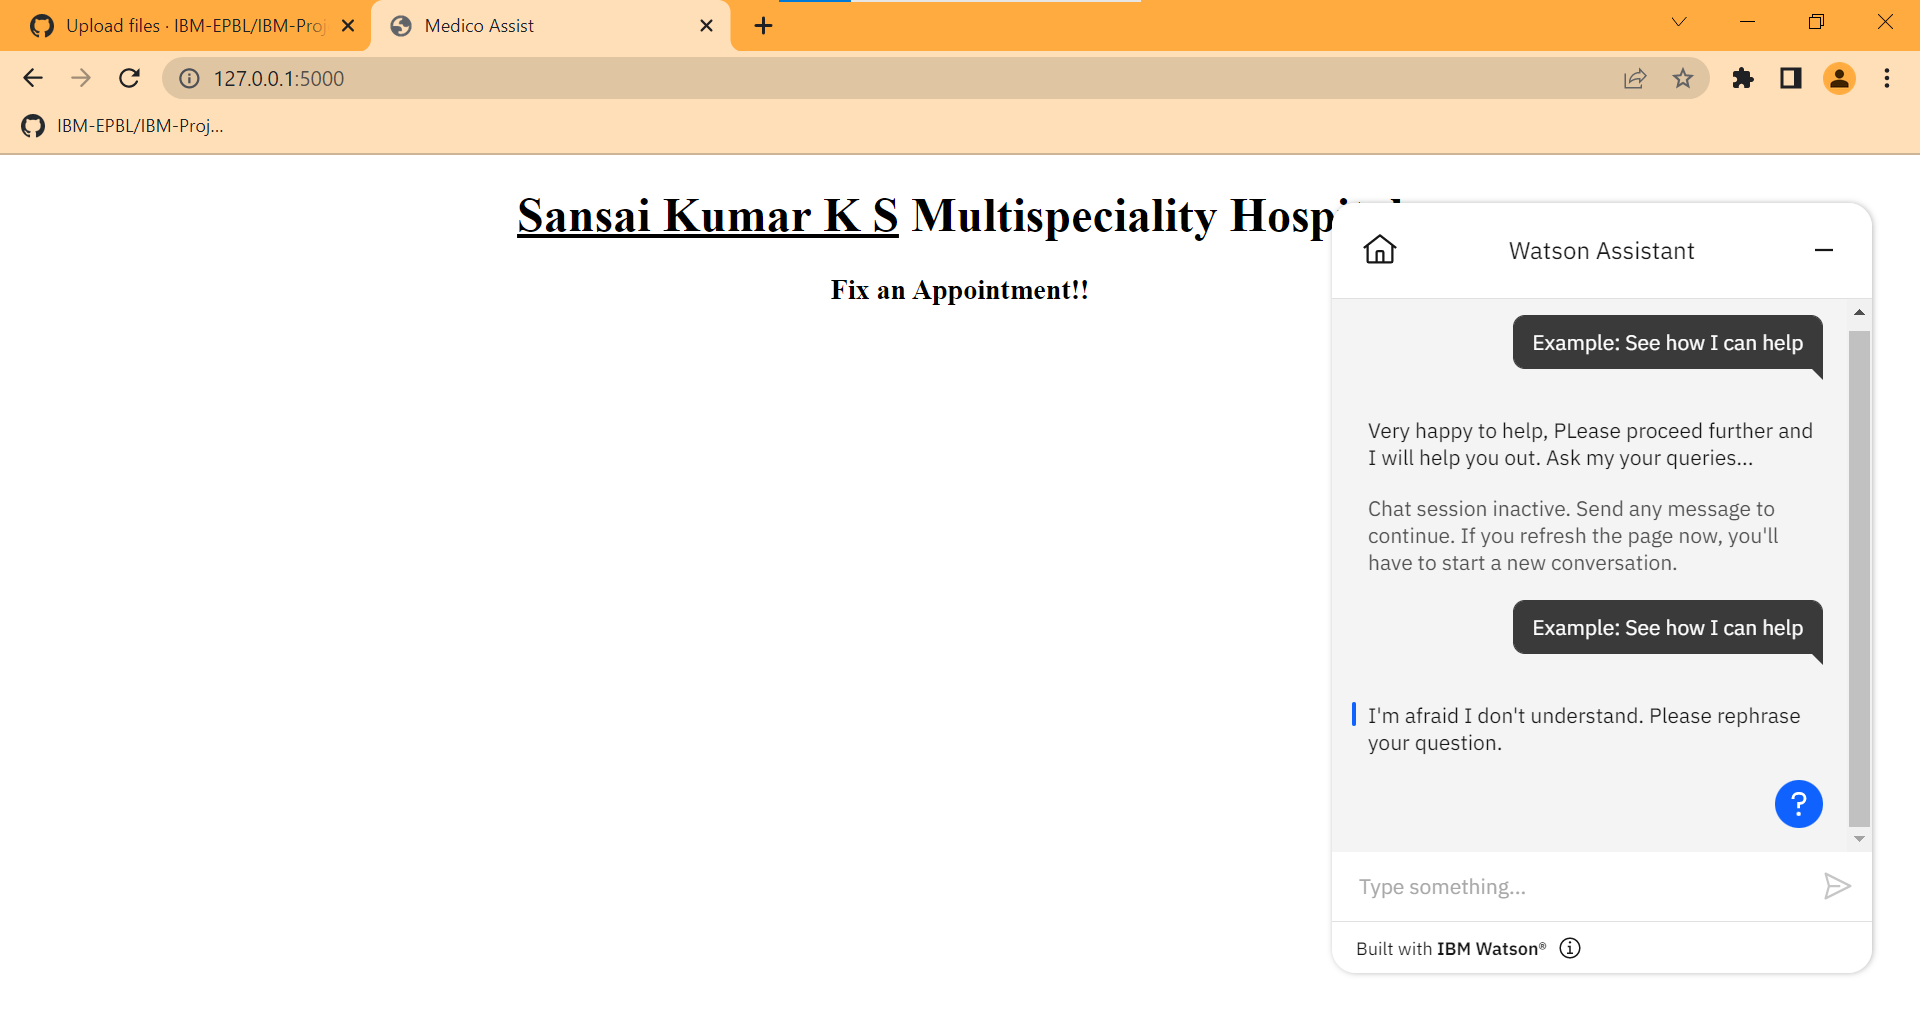 Upload files · IBM-EPBL/IBM-Proj
Medico Assist
127.0.0.1:5000
IBM-EPBL/IBM-Proj...
Sansai Kumar K S Multispeciality Hospital
Fix an Appointment!!
Watson Assistant
Example: See how I can help
Very happy to help, PLease proceed further and
I will help you out. Ask my your queries...
Chat session inactive. Send any message to
continue. If you refresh the page now, you'll
have to start a new conversation.
Example: See how I can help
I'm afraid I don't understand. Please rephrase
your question.
?
Type something...
Built with IBM Watson®